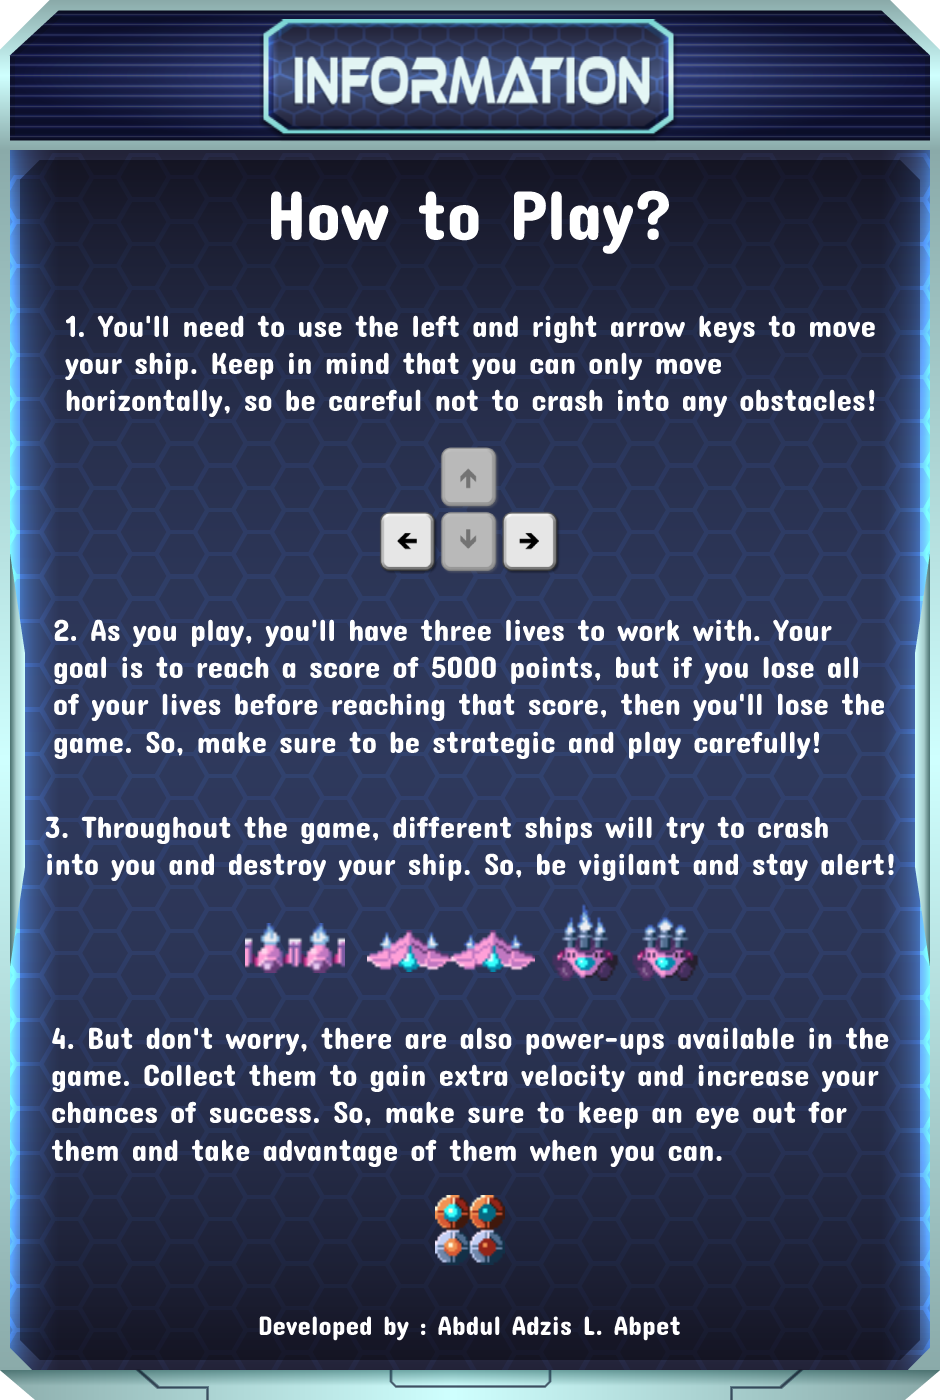 INFORMATION
How to Play?
1. You'll need to use the left and right arrow keys to move
your ship. Keep in mind that you can only move
horizontally, so be careful not to crash into any obstacles!
↑
← ↓ →
2. As you play, you'll have three lives to work with. Your
goal is to reach a score of 5000 points, but if you lose all
of your lives before reaching that score, then you'll lose the
game. So, make sure to be strategic and play carefully!
3. Throughout the game, different ships will try to crash
into you and destroy your ship. So, be vigilant and stay alert!
4. But don't worry, there are also power-ups available in the
game. Collect them to gain extra velocity and increase your
chances of success. So, make sure to keep an eye out for
them and take advantage of them when you can.
Developed by : Abdul Adzis L. Abpet